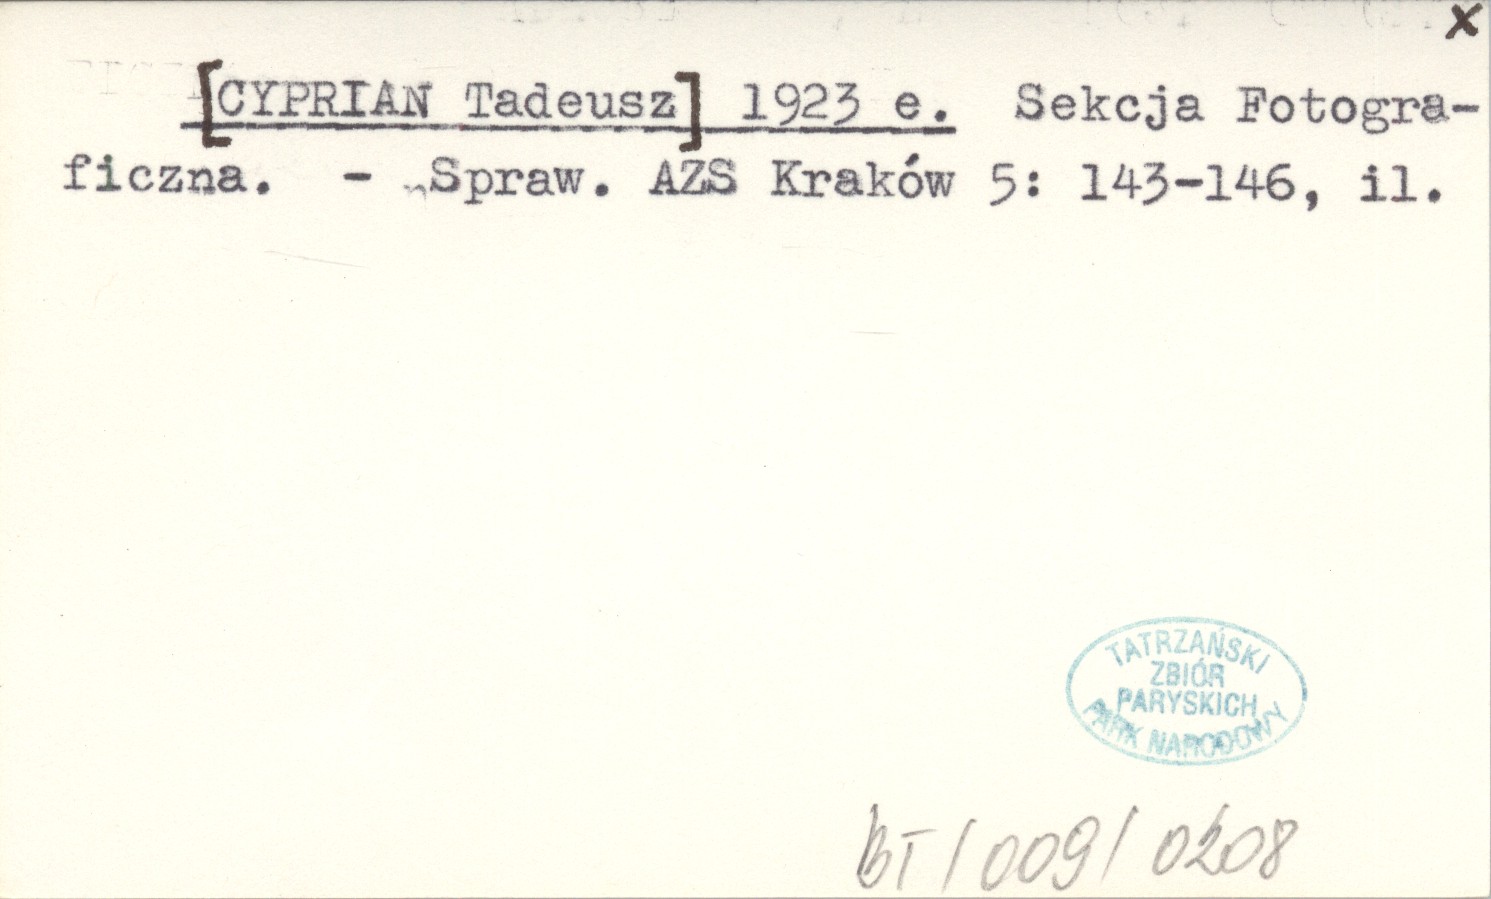 x
[CYPRIAN Tadeusz] 1923 e. Sekcja Fotogra-
ficzna. - „Spraw. AZS Kraków 5: 143-146, il.
TATRZAŃSKI
ZBIÓR
PARYSKICH
PARK NARODOWY
BT/009/0208